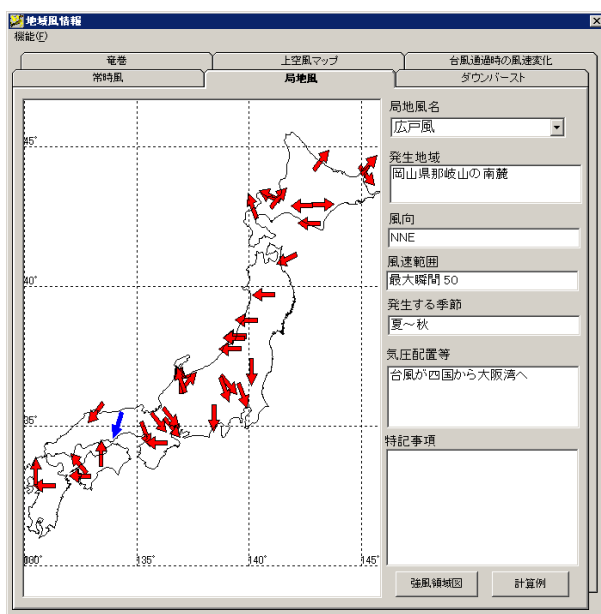 地域風情報
機能(F)
竜巻
上空風マップ
台風通過時の風速変化
常時風
局地風
ダウンバースト
局地風名
広戸風
発生地域
岡山県那岐山の南麓
風向
NNE
風速範囲
最大瞬間 50
発生する季節
夏～秋
気圧配置等
台風が四国から大阪湾へ
特記事項
45°
40°
35°
135°
140°
145°
強風領域図
計算例